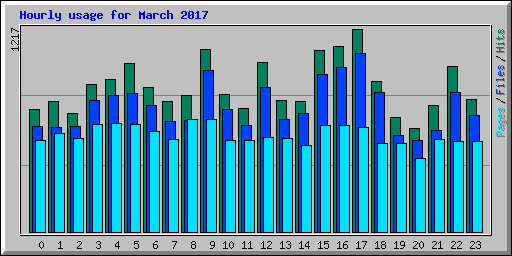 Hourly usage for March 2017
1217
Pages / Files / Hits
0 1 2 3 4 5 6 7 8 9 10 11 12 13 14 15 16 17 18 19 20 21 22 23